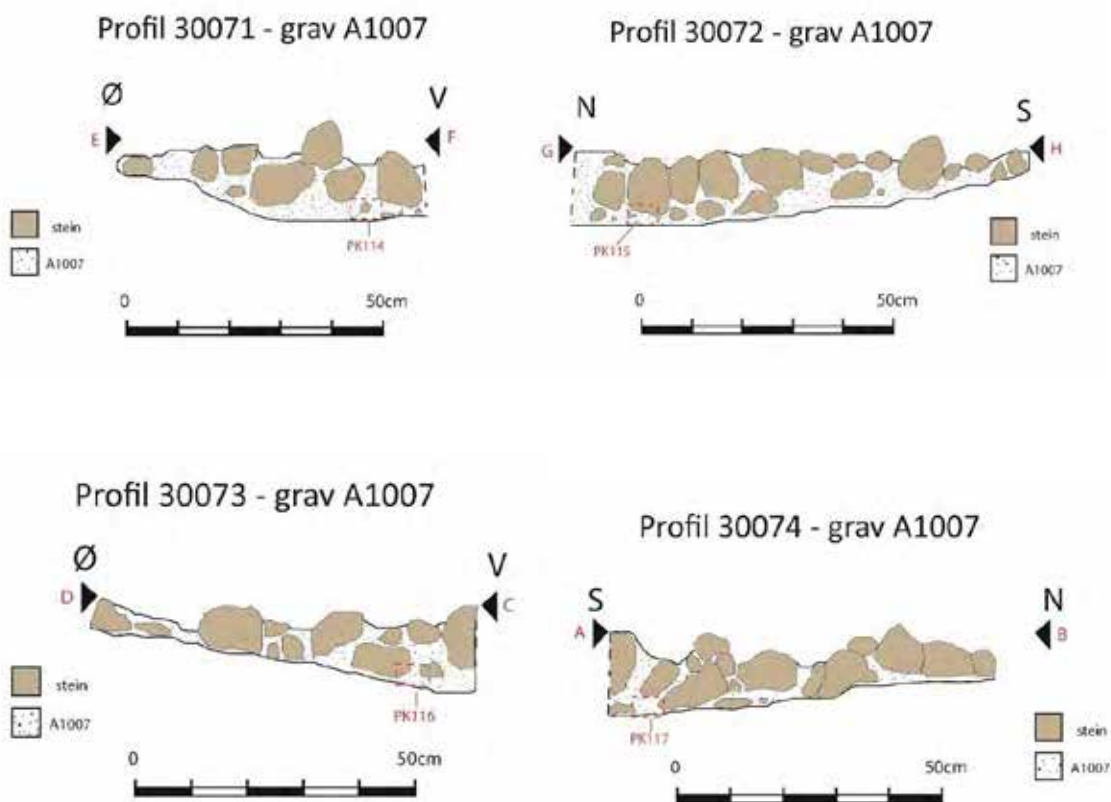 Profil 30071 - grav A1007
Ø V
E F
stein
A1007
PK114
0 50cm
Profil 30072 - grav A1007
N S
G H
stein
A1007
PK115
0 50cm
Profil 30073 - grav A1007
Ø V
D C
stein
A1007
PK116
0 50cm
Profil 30074 - grav A1007
S N
A B
stein
A1007
PK117
0 50cm